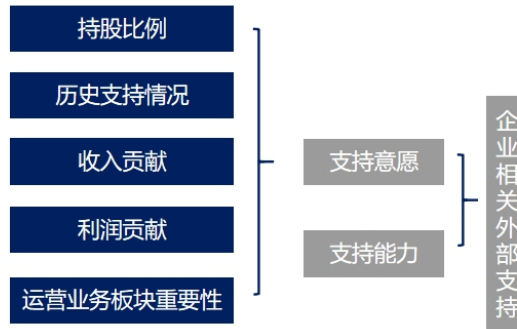 持股比例
历史支持情况
收入贡献
利润贡献
运营业务板块重要性
支持意愿
支持能力
企业相关外部支持